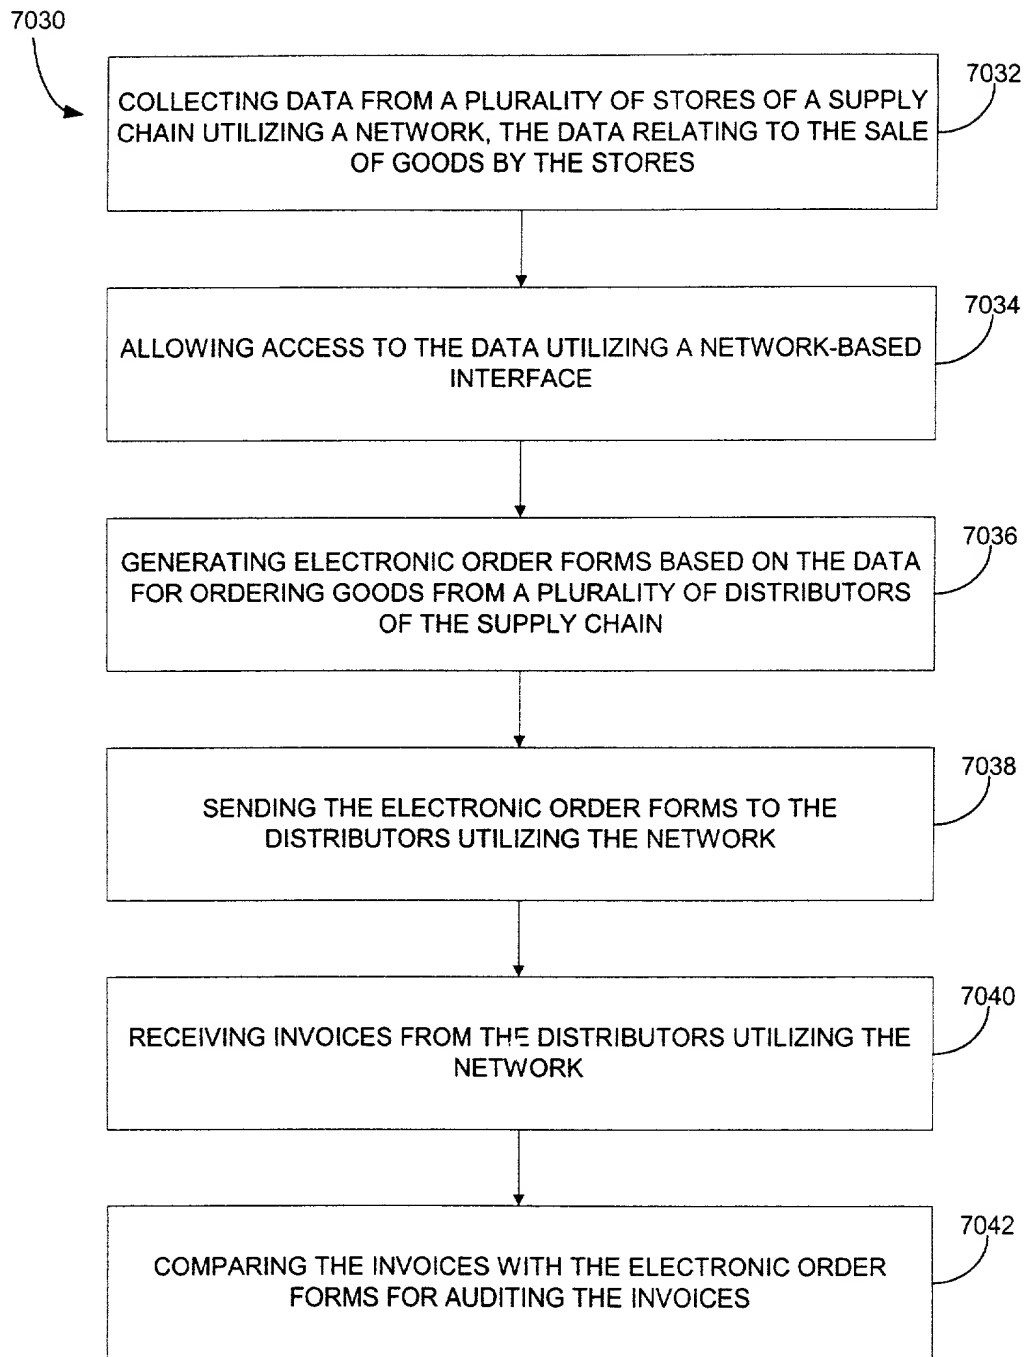 7030
7032
COLLECTING DATA FROM A PLURALITY OF STORES OF A SUPPLY
CHAIN UTILIZING A NETWORK, THE DATA RELATING TO THE SALE
OF GOODS BY THE STORES
7034
ALLOWING ACCESS TO THE DATA UTILIZING A NETWORK-BASED
INTERFACE
7036
GENERATING ELECTRONIC ORDER FORMS BASED ON THE DATA
FOR ORDERING GOODS FROM A PLURALITY OF DISTRIBUTORS
OF THE SUPPLY CHAIN
7038
SENDING THE ELECTRONIC ORDER FORMS TO THE
DISTRIBUTORS UTILIZING THE NETWORK
7040
RECEIVING INVOICES FROM THE DISTRIBUTORS UTILIZING THE
NETWORK
7042
COMPARING THE INVOICES WITH THE ELECTRONIC ORDER
FORMS FOR AUDITING THE INVOICES